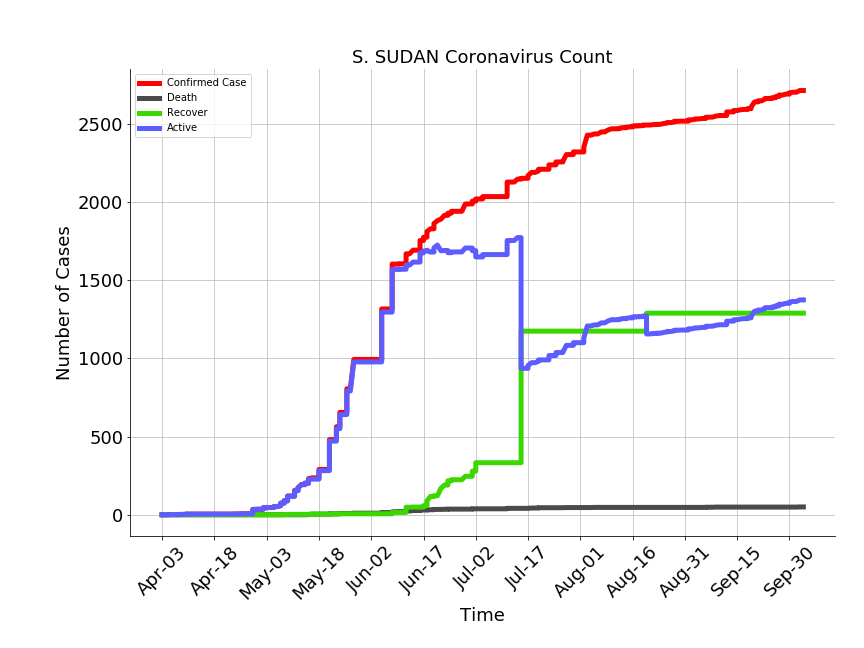 S. SUDAN Coronavirus Count
Confirmed Case
Death
Recover
Active
Number of Cases
2500
2000
1500
1000
500
0
Apr-03
Apr-18
May-03
May-18
Jun-02
Jun-17
Jul-02
Jul-17
Aug-01
Aug-16
Aug-31
Sep-15
Sep-30
Time